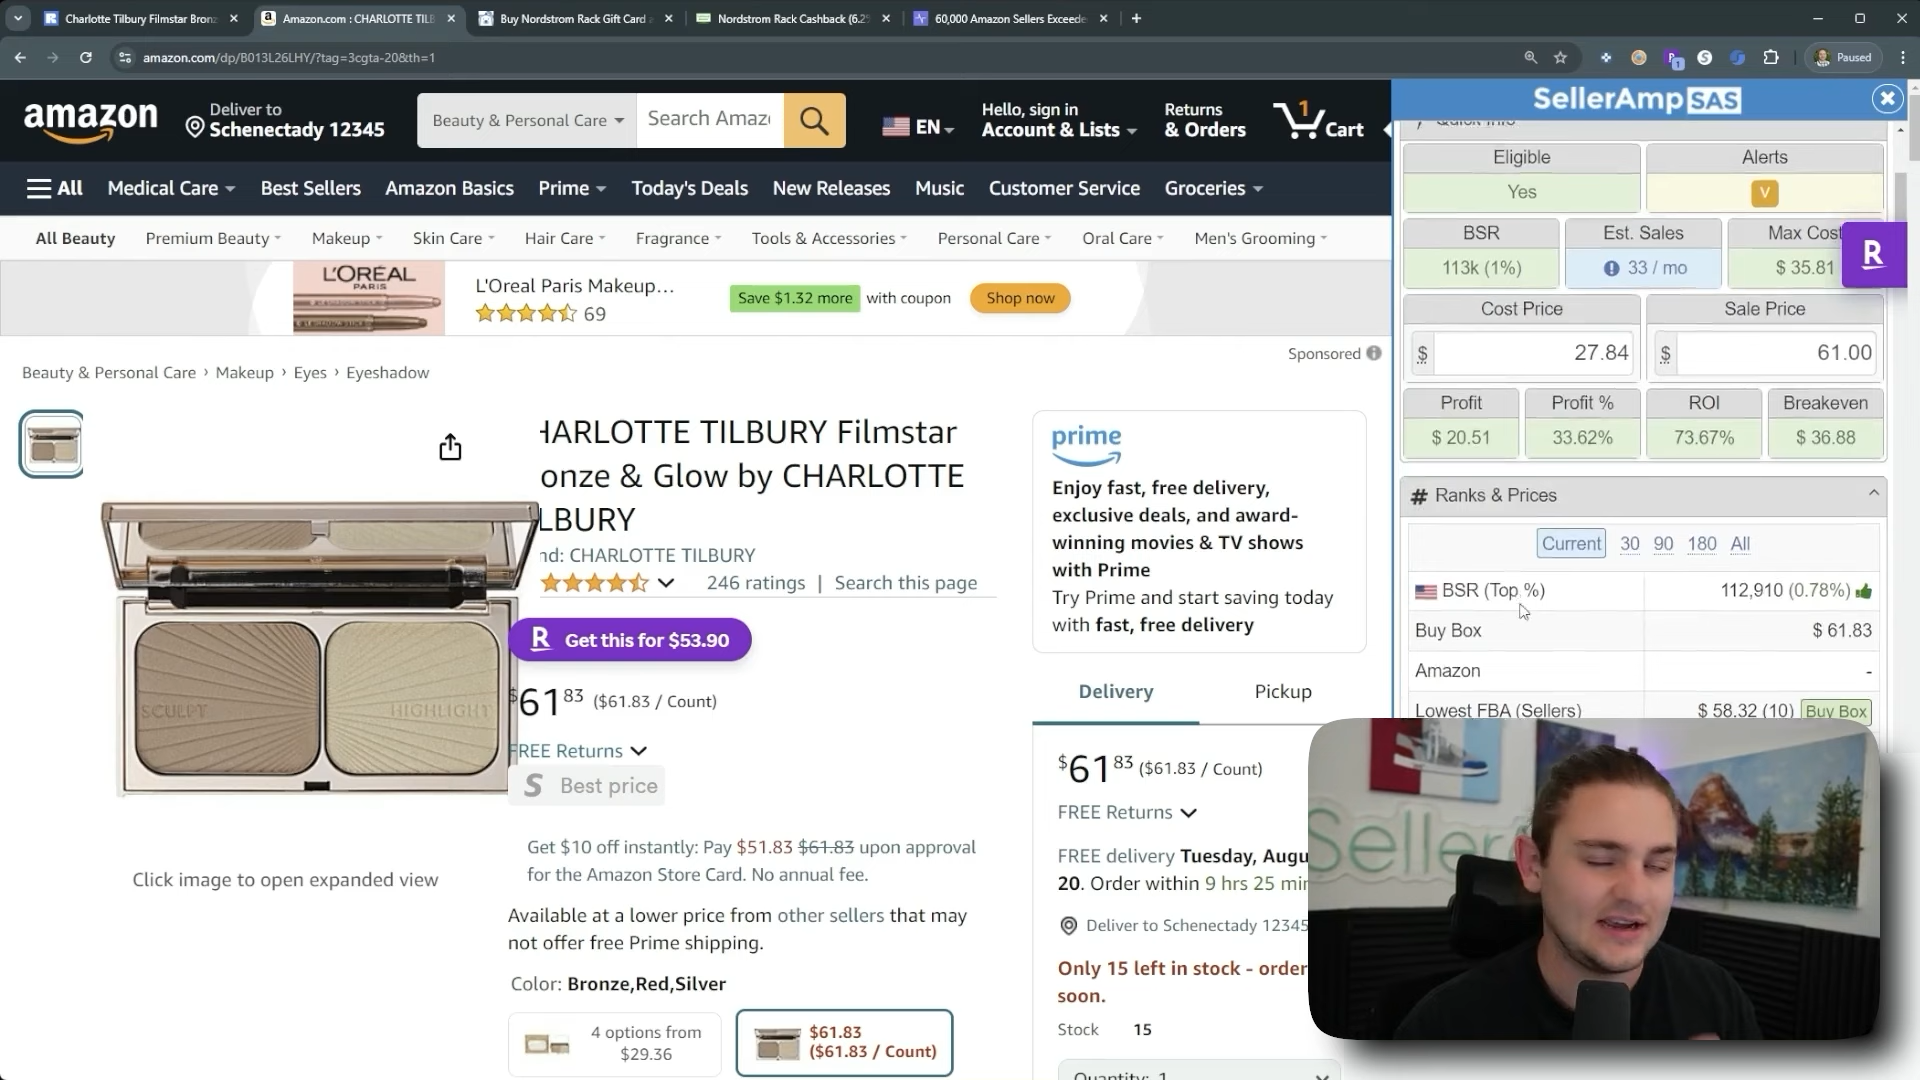 Charlotte Tilbury Filmstar Bron
Amazon.com : CHARLOTTE TILB
Buy Nordstrom Rack Gift Card
Nordstrom Rack Cashback (6.2
60,000 Amazon Sellers Exceede
amazon.com/dp/B013L26LHY/?tag=3cgta-20&th=1
Paused
amazon
Deliver to
Schenectady 12345
Beauty & Personal Care
Search Amaz
EN
Hello, sign in
Account & Lists
Returns
& Orders
1
Cart
All
Medical Care
Best Sellers
Amazon Basics
Prime
Today's Deals
New Releases
Music
Customer Service
Groceries
All Beauty
Premium Beauty
Makeup
Skin Care
Hair Care
Fragrance
Tools & Accessories
Personal Care
Oral Care
Men's Grooming
L'ORÉAL
PARIS
L'Oreal Paris Makeup...
69
Save $1.32 more with coupon
Shop now
Sponsored
Beauty & Personal Care › Makeup › Eyes › Eyeshadow
HARLOTTE TILBURY Filmstar
onze & Glow by CHARLOTTE
LBURY
nd: CHARLOTTE TILBURY
246 ratings | Search this page
R Get this for $53.90
$61 83 ($61.83 / Count)
FREE Returns
S Best price
Get $10 off instantly: Pay $51.83 $61.83 upon approval
for the Amazon Store Card. No annual fee.
Available at a lower price from other sellers that may
not offer free Prime shipping.
Color: Bronze,Red,Silver
4 options from
$29.36
$61.83
($61.83 / Count)
SCULPT
HIGHLIGHT
Click image to open expanded view
prime
Enjoy fast, free delivery,
exclusive deals, and award-
winning movies & TV shows
with Prime
Try Prime and start saving today
with fast, free delivery
Delivery
Pickup
$61 83 ($61.83 / Count)
FREE Returns
FREE delivery Tuesday, Augu
20. Order within 9 hrs 25 min
Deliver to Schenectady 12345
Only 15 left in stock - order
soon.
Stock 15
Quantity: 1
SellerAmp SAS
Quick Info
Eligible
Yes
Alerts
V
BSR
113k (1%)
Est. Sales
33 / mo
Max Cost
$ 35.81
R
Cost Price
$ 27.84
Sale Price
$ 61.00
Profit
$ 20.51
Profit %
33.62%
ROI
73.67%
Breakeven
$ 36.88
# Ranks & Prices
Current 30 90 180 All
BSR (Top %) 112,910 (0.78%)
Buy Box $ 61.83
Amazon -
Lowest FBA (Sellers) $ 58.32 (10) Buy Box
Seller